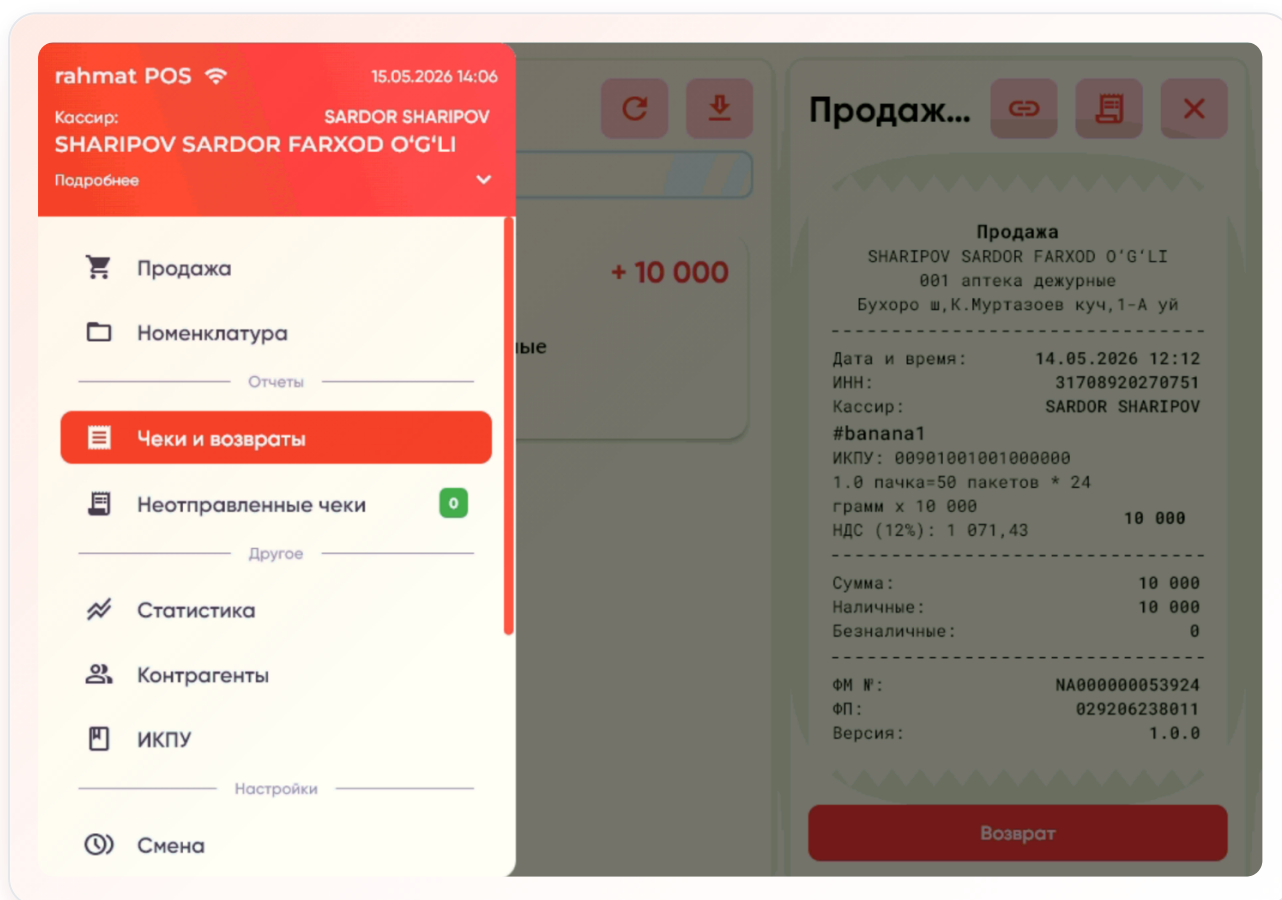 rahmat POS 15.05.2026 14:06
Кассир: SARDOR SHARIPOV
SHARIPOV SARDOR FARXOD O‘G‘LI
Подробнее
Продажа
Номенклатура
Отчеты
Чеки и возвраты
Неотправленные чеки 0
Другое
Статистика
Контрагенты
ИКПУ
Настройки
Смена
+ 10 000
ые
Продаж...
Продажа
SHARIPOV SARDOR FARXOD O‘G‘LI
001 аптека дежурные
Бухоро ш,К.Муртазоев куч,1-А уй
Дата и время: 14.05.2026 12:12
ИНН: 31708920270751
Кассир: SARDOR SHARIPOV
#banana1
ИКПУ: 00901001001000000
1.0 пачка=50 пакетов * 24
грамм x 10 000
10 000
НДС (12%): 1 071,43
Сумма: 10 000
Наличные: 10 000
Безналичные: 0
ФМ №: NA000000053924
ФП: 029206238011
Версия: 1.0.0
Возврат